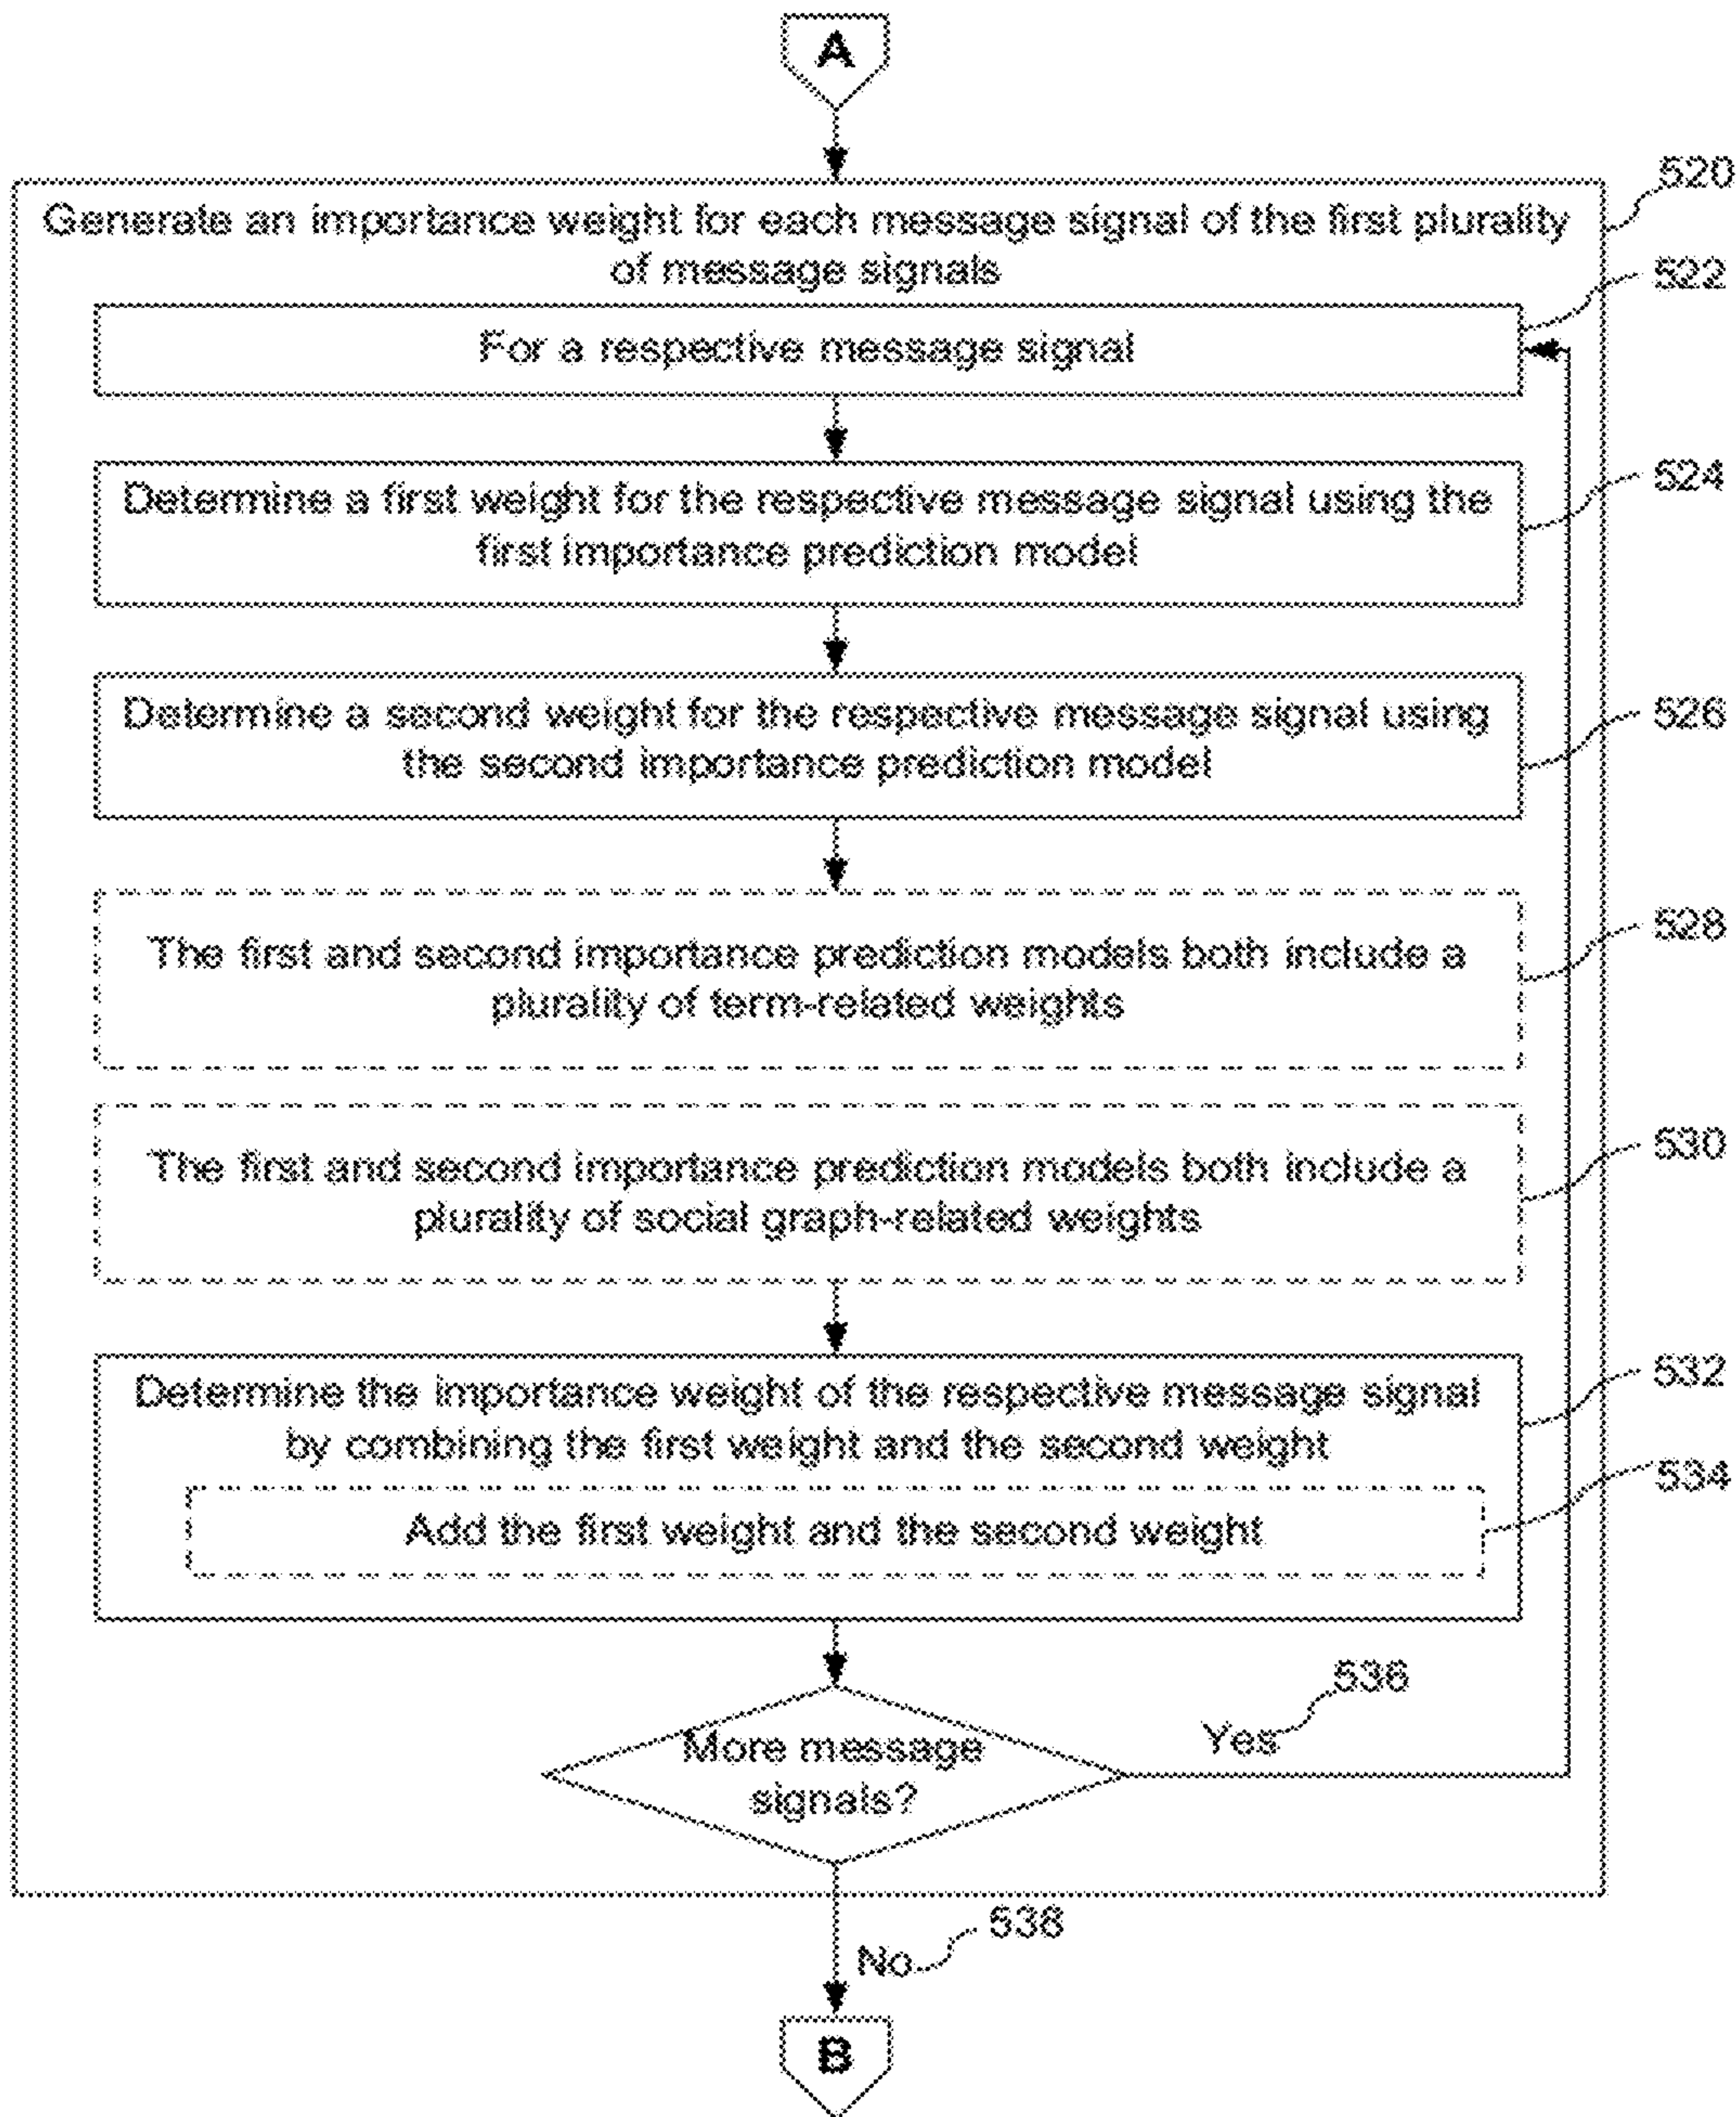 A
520
Generate an importance weight for each message signal of the first plurality
of message signals
522
For a respective message signal
524
Determine a first weight for the respective message signal using the
first importance prediction model
526
Determine a second weight for the respective message signal using
the second importance prediction model
528
The first and second importance prediction models both include a
plurality of term-related weights
530
The first and second importance prediction models both include a
plurality of social graph-related weights
532
Determine the importance weight of the respective message signal
by combining the first weight and the second weight
534
Add the first weight and the second weight
536
Yes
More message
signals?
538
No
B